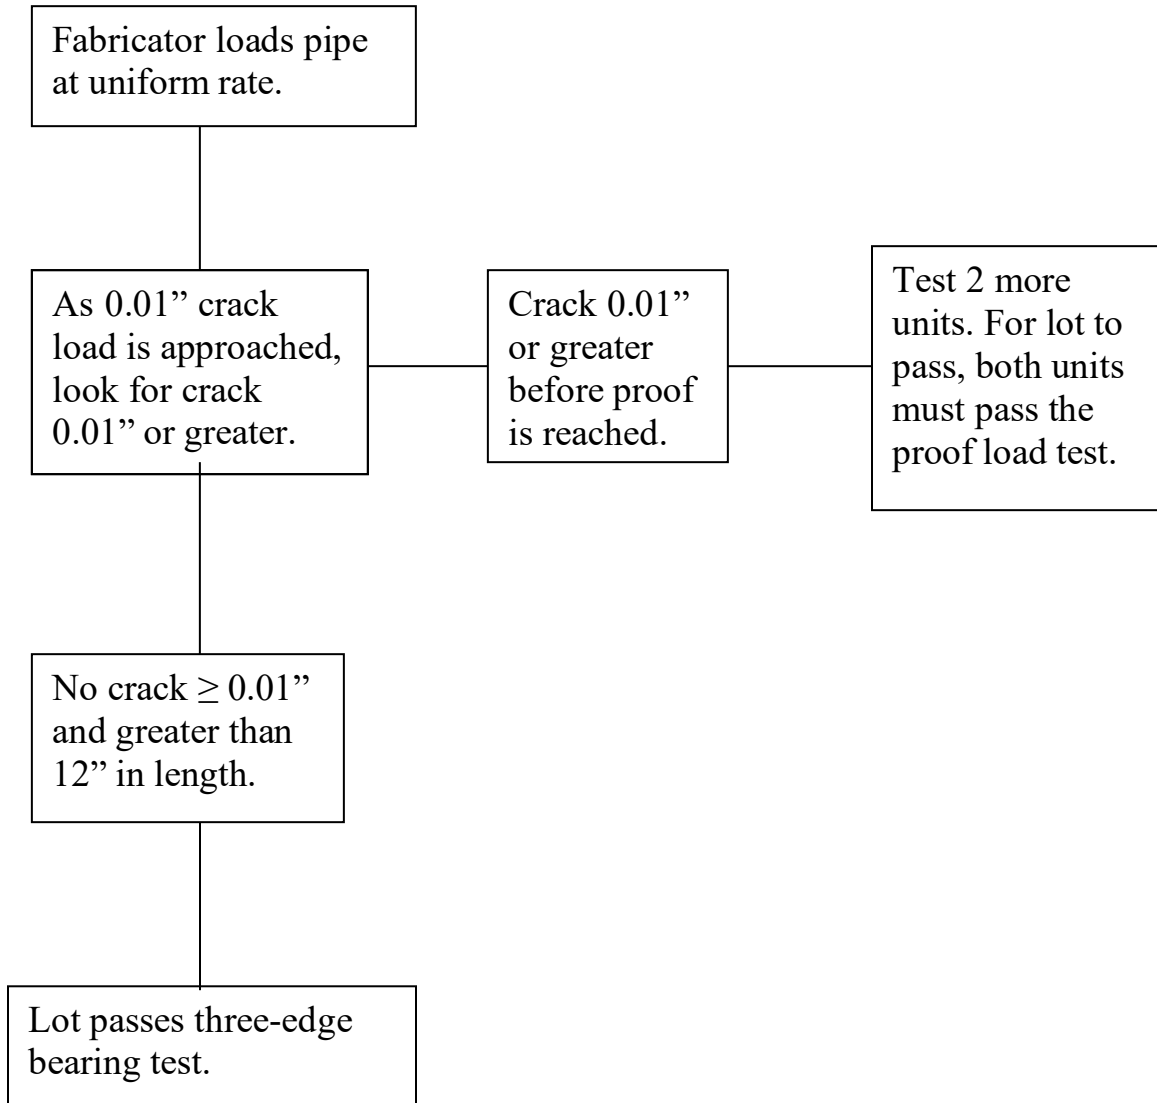 Fabricator loads pipe
at uniform rate.
As 0.01” crack
load is approached,
look for crack
0.01” or greater.
Crack 0.01”
or greater
before proof
is reached.
Test 2 more
units. For lot to
pass, both units
must pass the
proof load test.
No crack ≥ 0.01”
and greater than
12” in length.
Lot passes three-edge
bearing test.